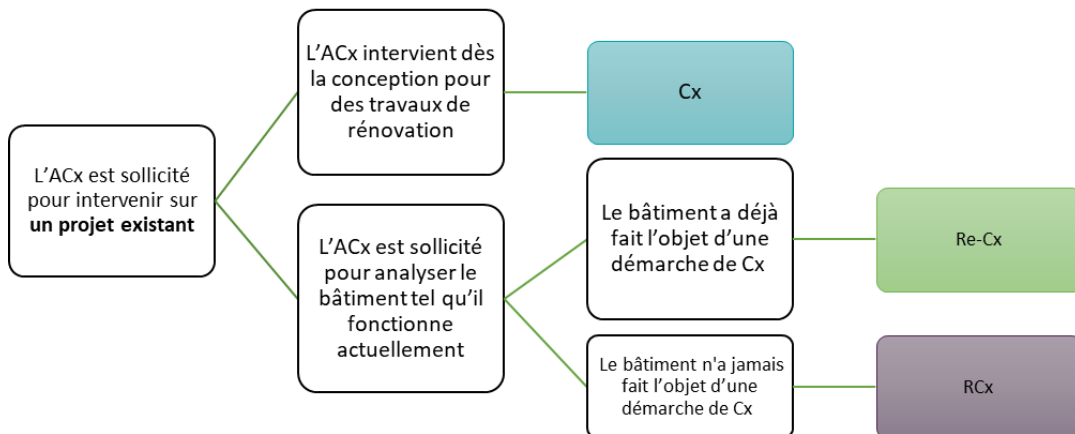 L'ACx est sollicité
pour intervenir sur
un projet existant
L'ACx intervient dès
la conception pour
des travaux de
rénovation
Cx
L'ACx est sollicité
pour analyser le
bâtiment tel qu'il
fonctionne
actuellement
Le bâtiment a déjà
fait l'objet d'une
démarche de Cx
Re-Cx
Le bâtiment n'a jamais
fait l'objet d'une
démarche de Cx
RCx